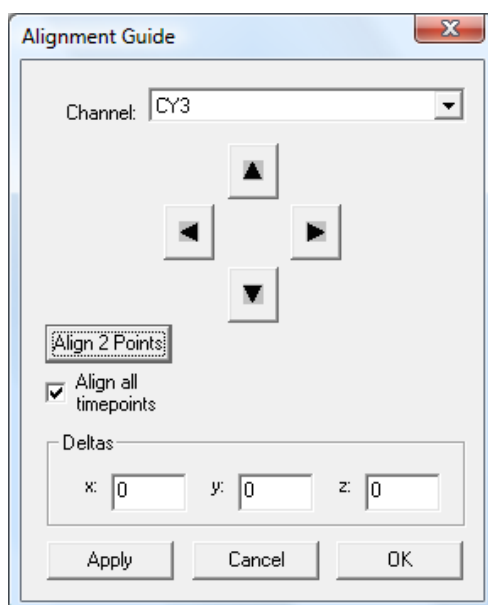 Alignment Guide
Channel: CY3
Align 2 Points
Align all
timepoints
Deltas
x: 0 y: 0 z: 0
Apply Cancel OK